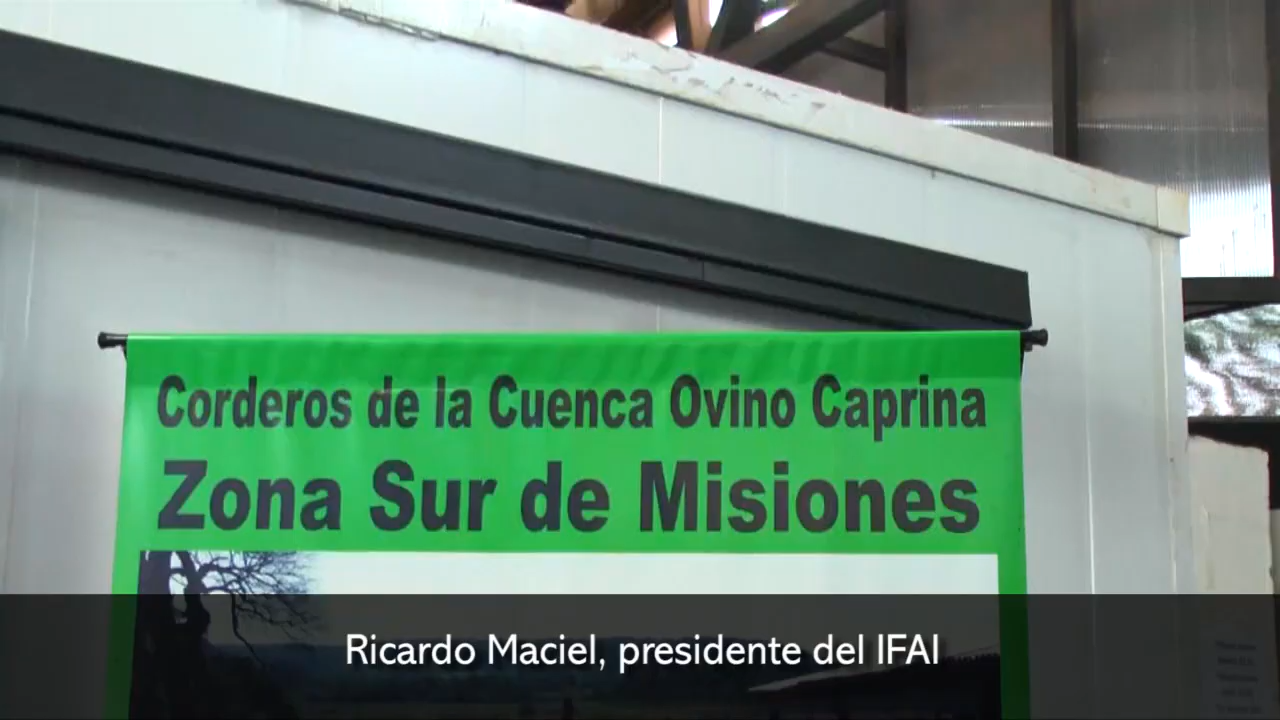 Corderos de la Cuenca Ovino Caprina
Zona Sur de Misiones
Ricardo Maciel, presidente del IFAI